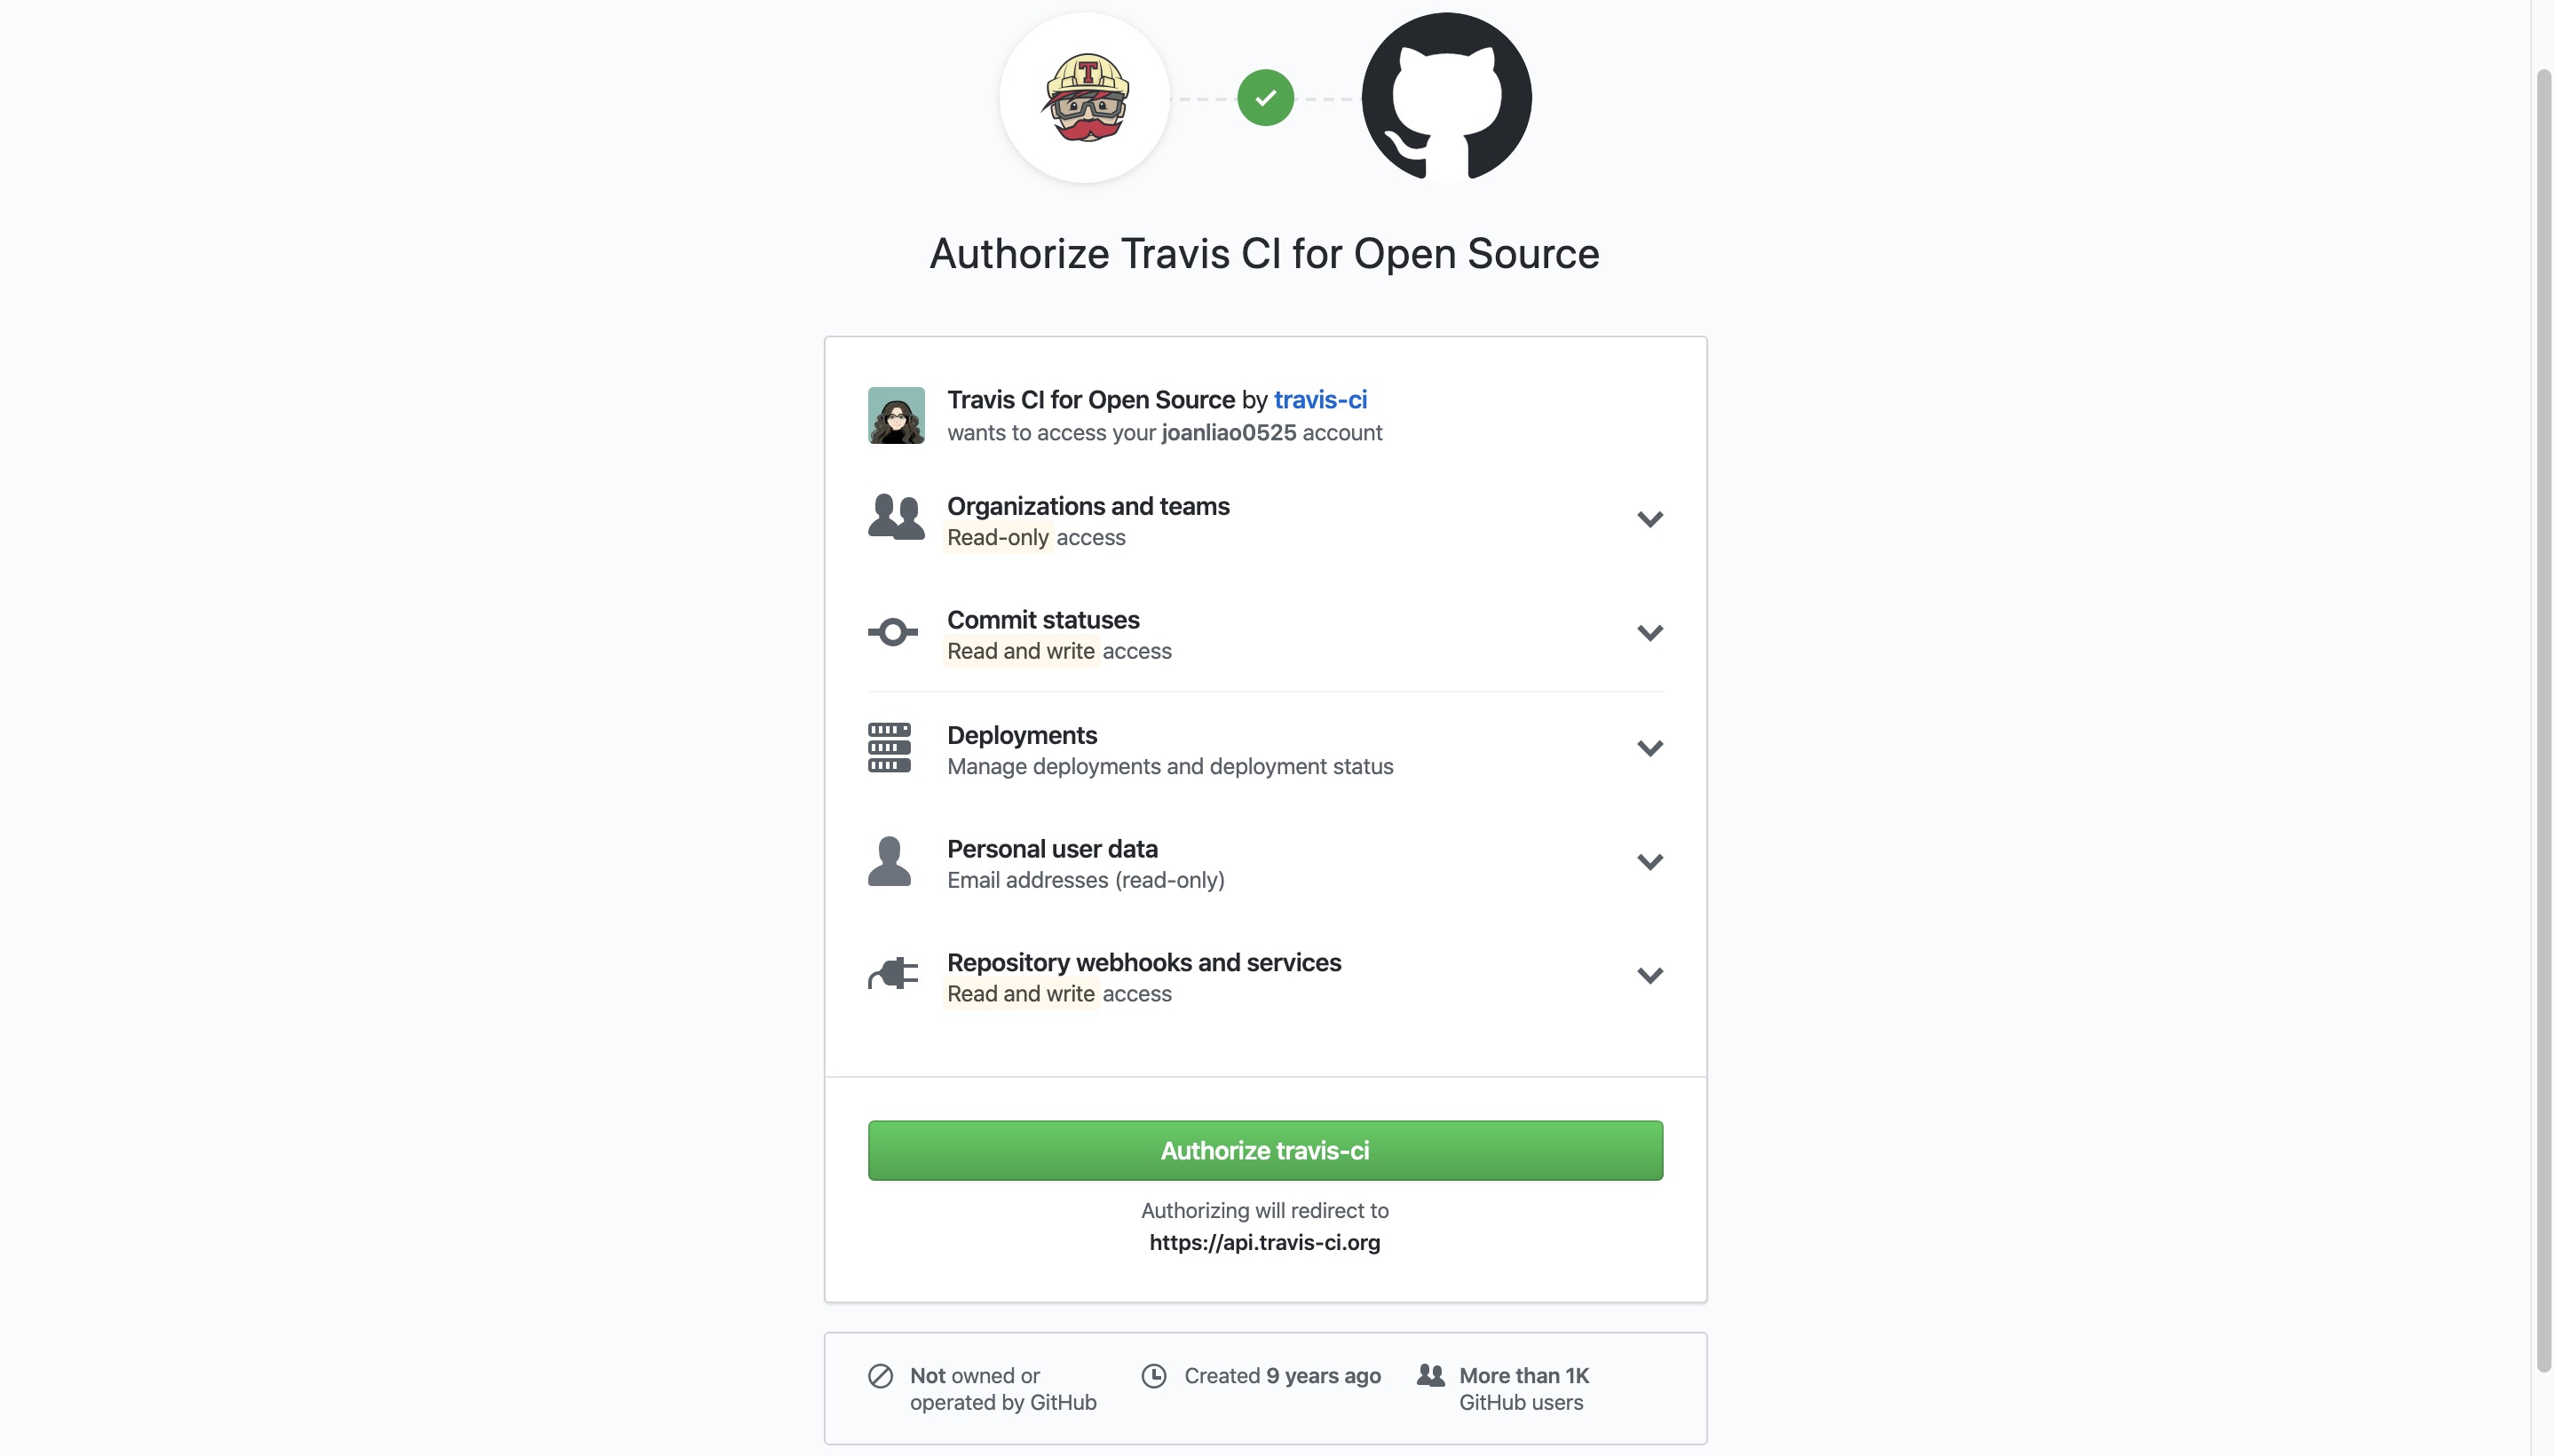 T
Authorize Travis CI for Open Source
Travis CI for Open Source by travis-ci
wants to access your joanliao0525 account
Organizations and teams
Read-only access
Commit statuses
Read and write access
Deployments
Manage deployments and deployment status
Personal user data
Email addresses (read-only)
Repository webhooks and services
Read and write access
Authorize travis-ci
Authorizing will redirect to
https://api.travis-ci.org
Not owned or
operated by GitHub
Created 9 years ago
More than 1K
GitHub users